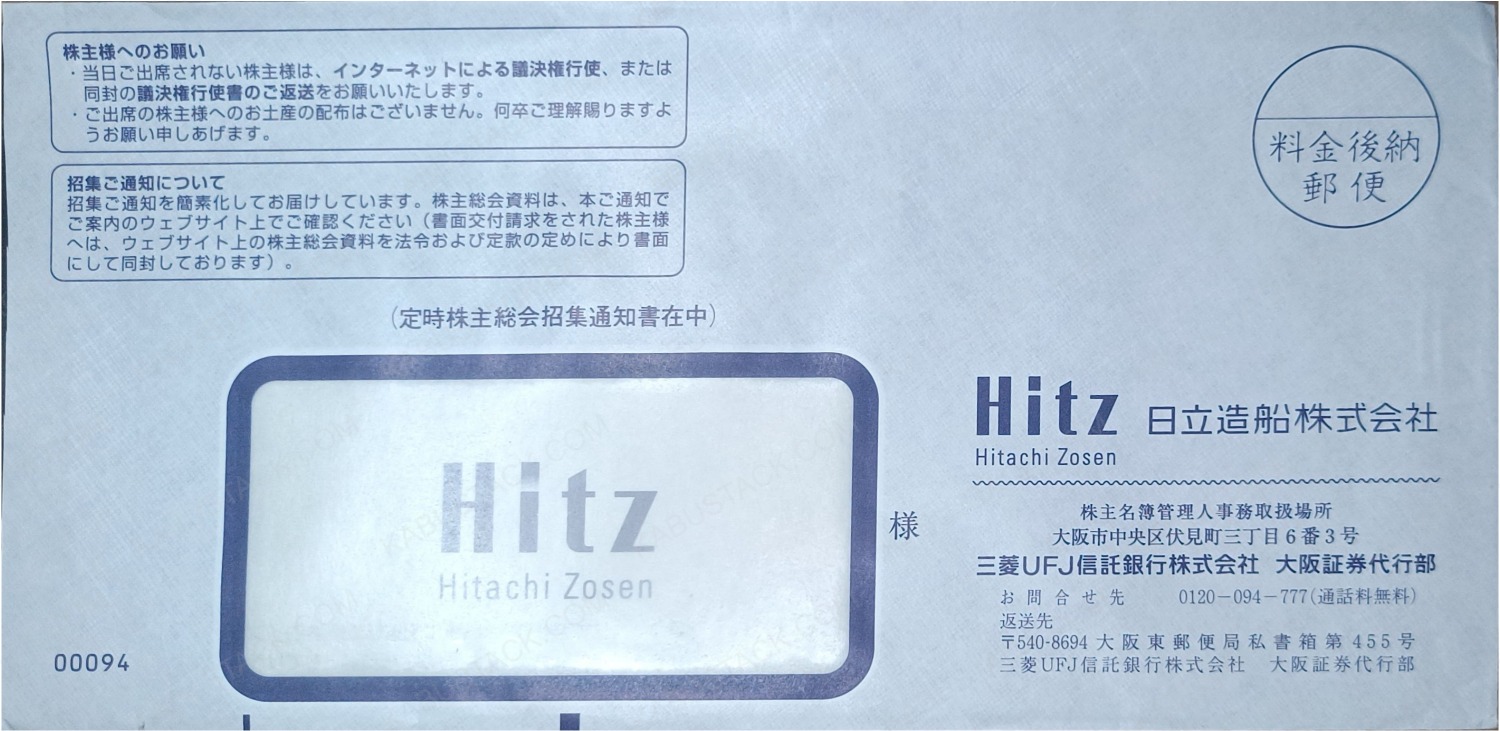 株主様へのお願い
・当日ご出席されない株主様は、インターネットによる議決権行使、または
同封の議決権行使書のご返送をお願いいたします。
・ご出席の株主様へのお土産の配布はございません。何卒ご理解賜りますよ
うお願い申しあげます。
招集ご通知について
招集ご通知を簡素化してお届けしています。株主総会資料は、本ご通知で
ご案内のウェブサイト上でご確認ください（書面交付請求をされた株主様
へは、ウェブサイト上の株主総会資料を法令および定款の定めにより書面
にして同封しております）。
料金後納
郵便
（定時株主総会招集通知書在中）
Hitz
Hitachi Zosen
様
00094
Hitz 日立造船株式会社
Hitachi Zosen
株主名簿管理人事務取扱場所
大阪市中央区伏見町三丁目6番3号
三菱UFJ信託銀行株式会社 大阪証券代行部
お問合せ先 0120－094－777(通話料無料)
返送先
〒540-8694 大阪東郵便局私書箱第455号
三菱UFJ信託銀行株式会社 大阪証券代行部